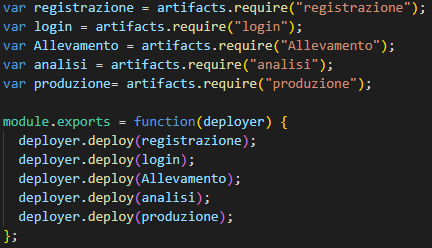 var registrazione = artifacts.require("registrazione");
var login = artifacts.require("login");
var Allevamento = artifacts.require("Allevamento");
var analisi = artifacts.require("analisi");
var produzione= artifacts.require("produzione");
module.exports = function(deployer) {
  deployer.deploy(registrazione);
  deployer.deploy(login);
  deployer.deploy(Allevamento);
  deployer.deploy(analisi);
  deployer.deploy(produzione);
};